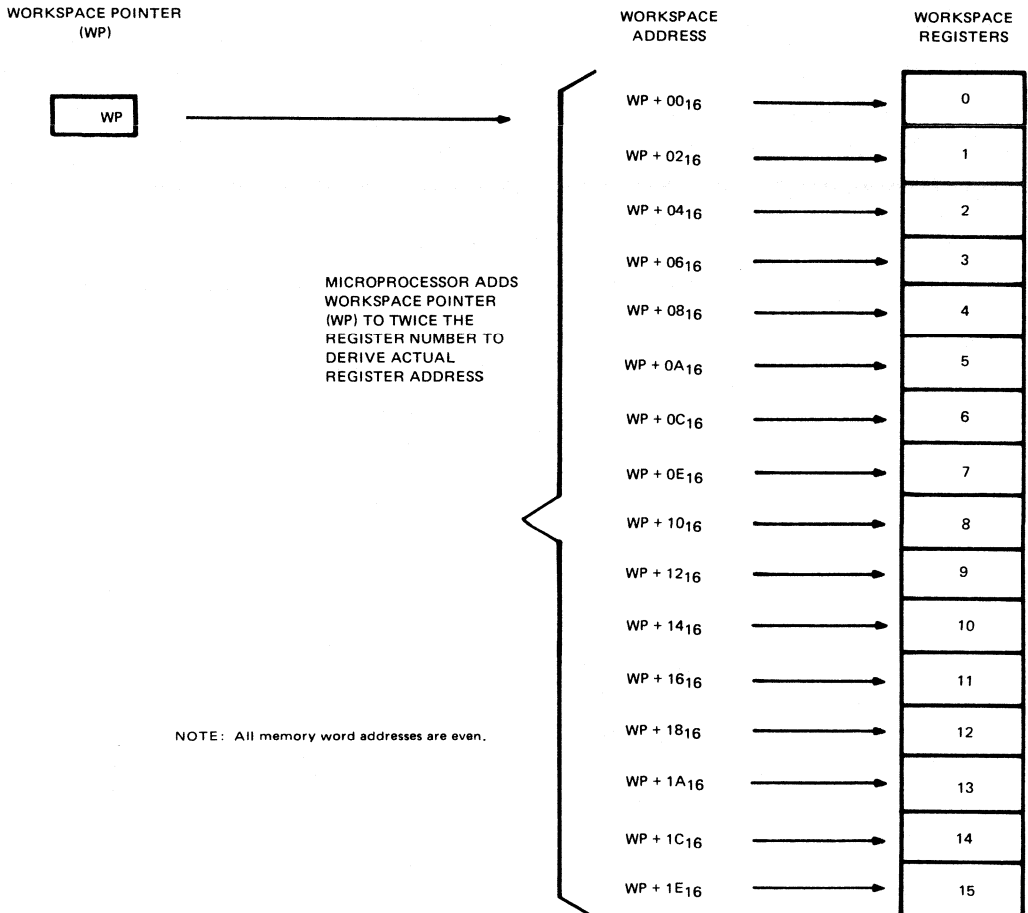 WORKSPACE POINTER
(WP)
WORKSPACE
ADDRESS
WORKSPACE
REGISTERS
WP
WP + 00₁₆
0
WP + 02₁₆
1
WP + 04₁₆
2
WP + 06₁₆
3
WP + 08₁₆
4
WP + 0A₁₆
5
WP + 0C₁₆
6
WP + 0E₁₆
7
WP + 10₁₆
8
WP + 12₁₆
9
WP + 14₁₆
10
WP + 16₁₆
11
WP + 18₁₆
12
WP + 1A₁₆
13
WP + 1C₁₆
14
WP + 1E₁₆
15
MICROPROCESSOR ADDS
WORKSPACE POINTER
(WP) TO TWICE THE
REGISTER NUMBER TO
DERIVE ACTUAL
REGISTER ADDRESS
NOTE: All memory word addresses are even.